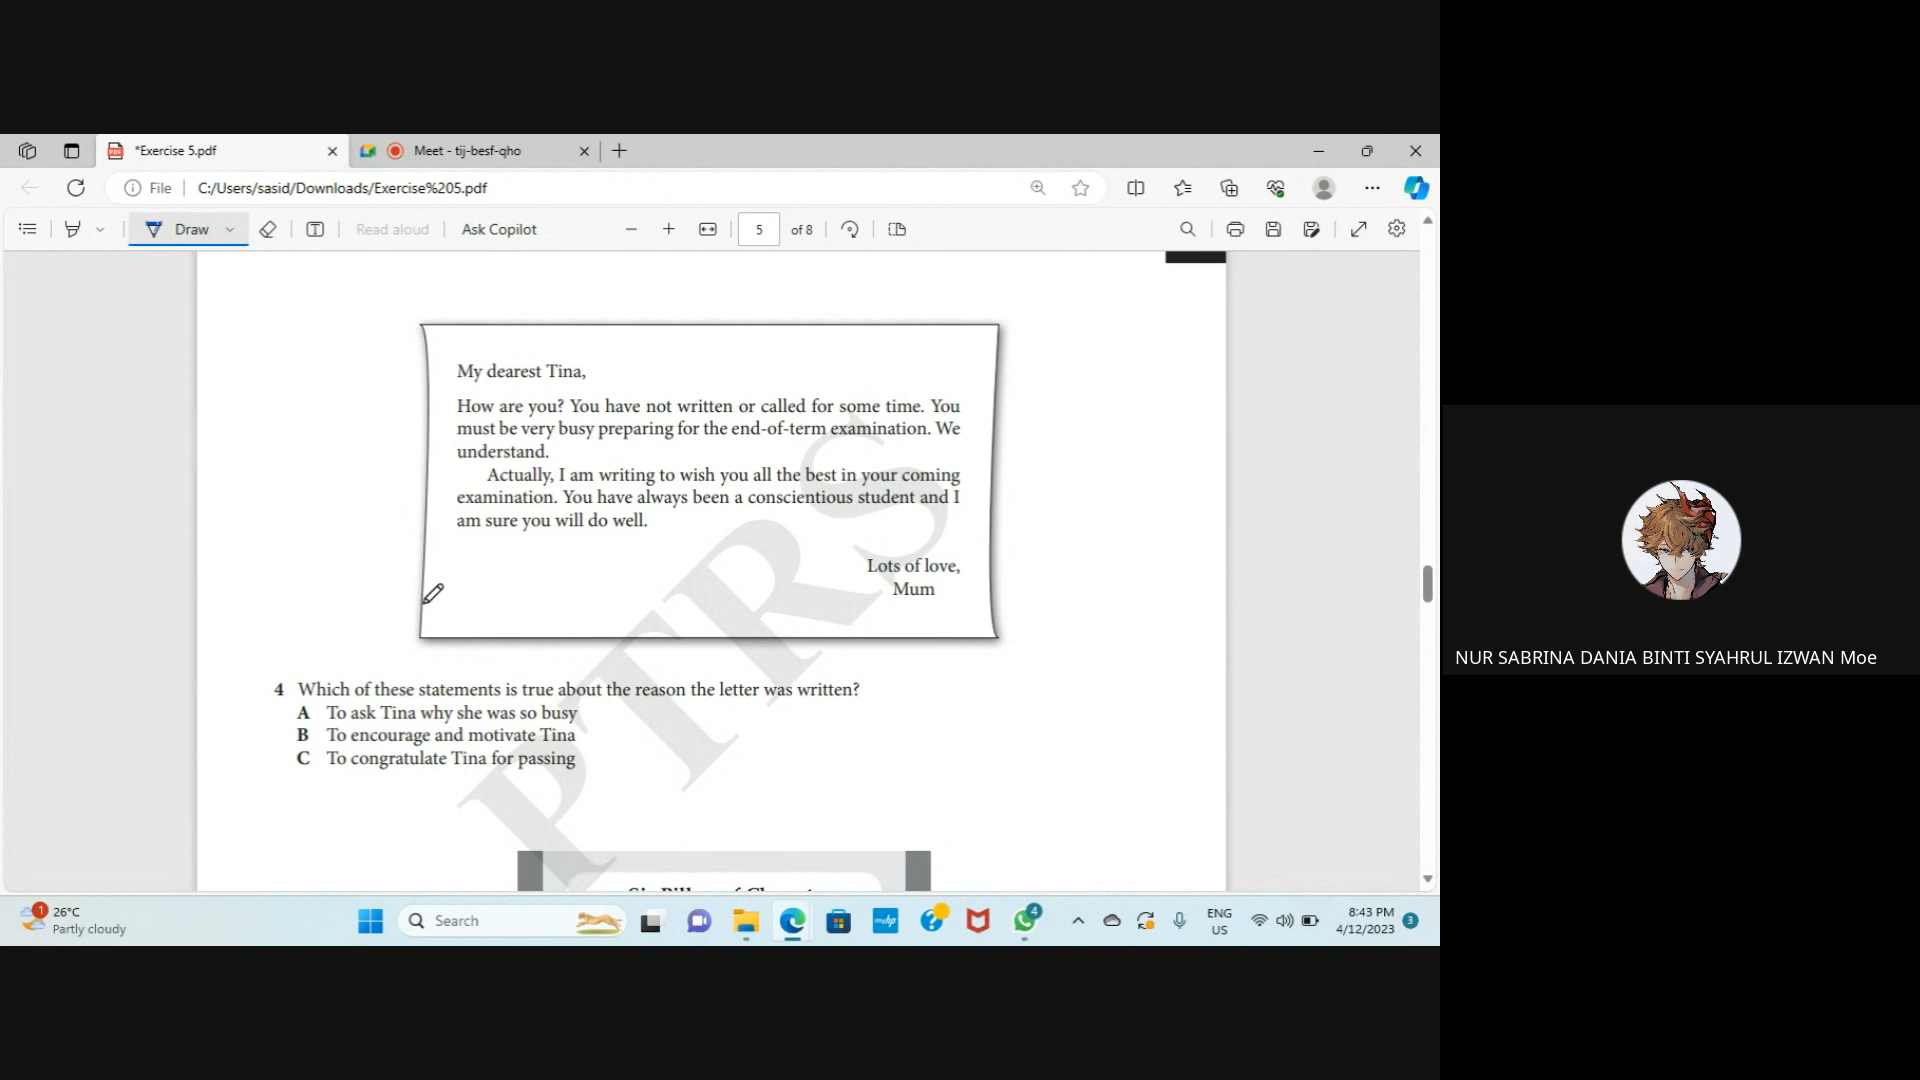 *Exercise 5.pdf
Meet - tij-besf-qho
File
C:/Users/sasid/Downloads/Exercise%205.pdf
Draw
Read aloud
Ask Copilot
5
of 8
My dearest Tina,
How are you? You have not written or called for some time. You
must be very busy preparing for the end-of-term examination. We
understand.
Actually, I am writing to wish you all the best in your coming
examination. You have always been a conscientious student and I
am sure you will do well.
Lots of love,
Mum
PTRS
4 Which of these statements is true about the reason the letter was written?
A To ask Tina why she was so busy
B To encourage and motivate Tina
C To congratulate Tina for passing
NUR SABRINA DANIA BINTI SYAHRUL IZWAN Moe
1
26°C
Partly cloudy
Search
myhp
4
ENG
US
8:43 PM
4/12/2023
3